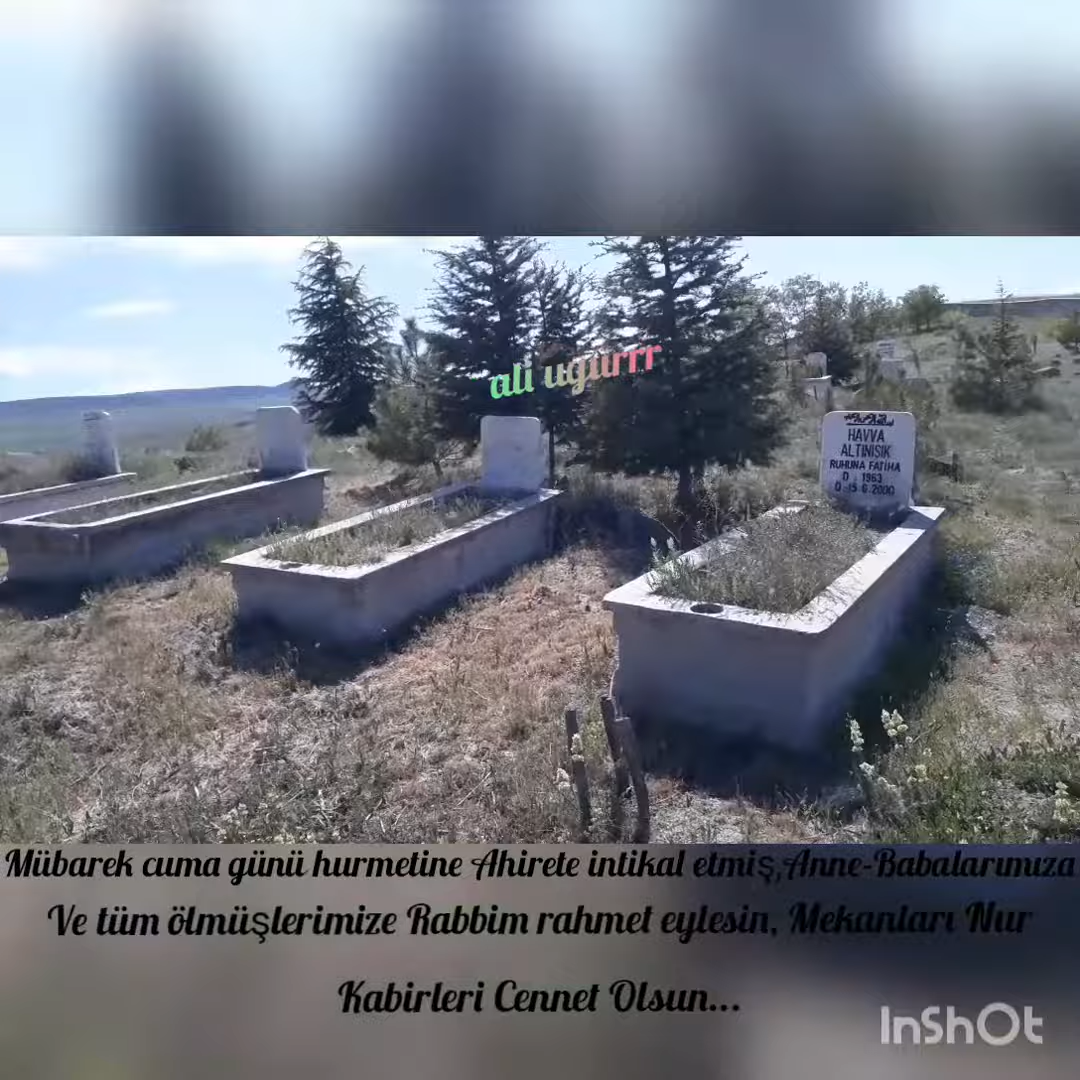 ali ugurrr
HAVVA
ALTINIŞIK
RUHUNA FATİHA
D : 1963
Ö : 15.6.2000
Mübarek cuma günü hurmetine Ahirete intikal etmiş,Anne-Babalarımıza
Ve tüm ölmüşlerimize Rabbim rahmet eylesin, Mekanları Nur
Kabirleri Cennet Olsun...
InShOt